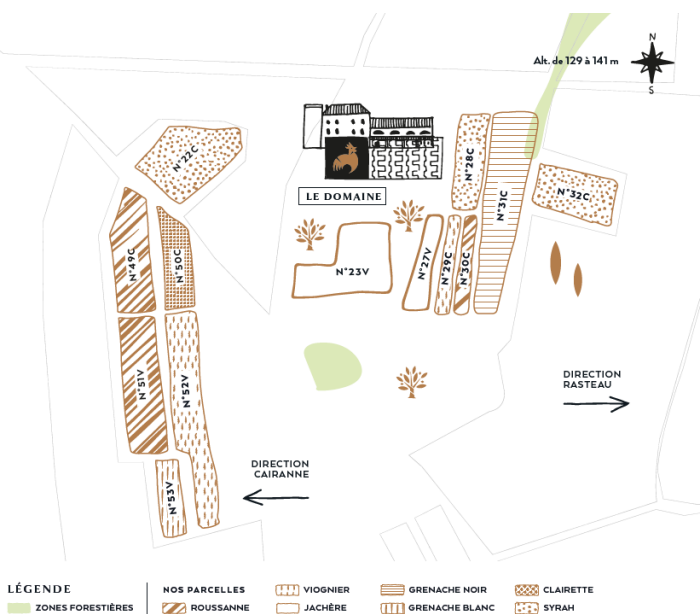 N
Alt. de 129 à 141 m
S
N°22C
N°28C
N°31C
N°32C
LE DOMAINE
N°49C
N°50C
N°23V
N°27V
N°29C
N°30C
N°51V
N°52V
DIRECTION
RASTEAU
DIRECTION
CAIRANNE
N°53V
LÉGENDE
NOS PARCELLES
VIOGNIER
GRENACHE NOIR
CLAIRETTE
ZONES FORESTIÈRES
ROUSSANNE
JACHÈRE
GRENACHE BLANC
SYRAH